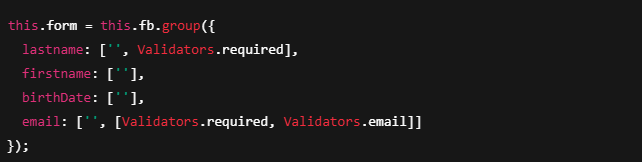 this.form = this.fb.group({
  lastname: ['', Validators.required],
  firstname: [''],
  birthDate: [''],
  email: ['', [Validators.required, Validators.email]]
});